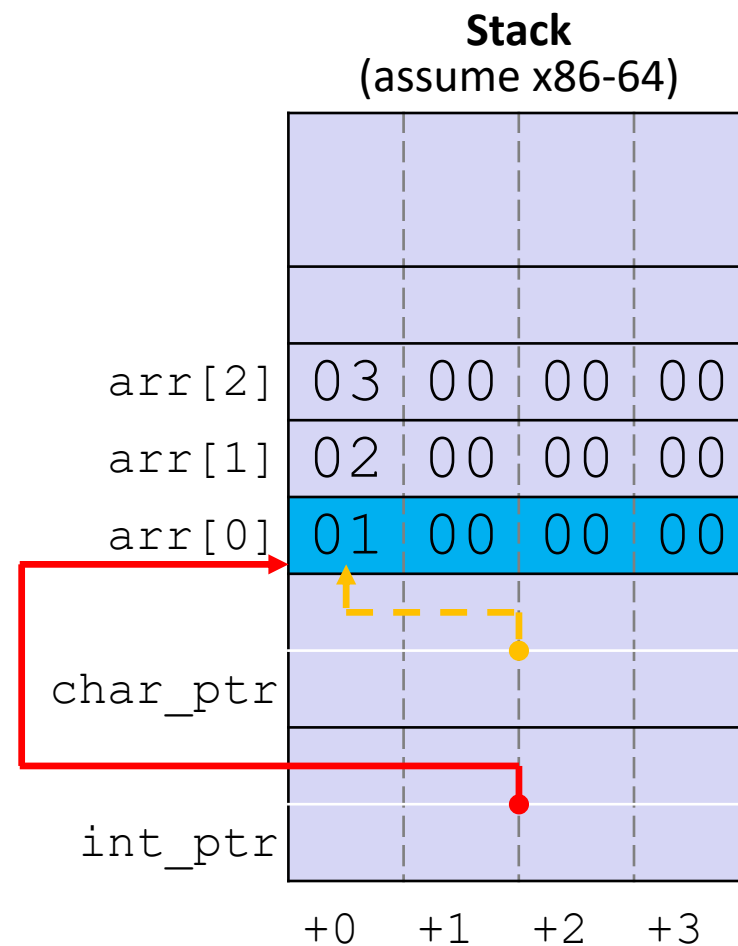 Stack
(assume x86-64)
arr[2] 03 00 00 00
arr[1] 02 00 00 00
arr[0] 01 00 00 00
char_ptr
int_ptr
+0 +1 +2 +3